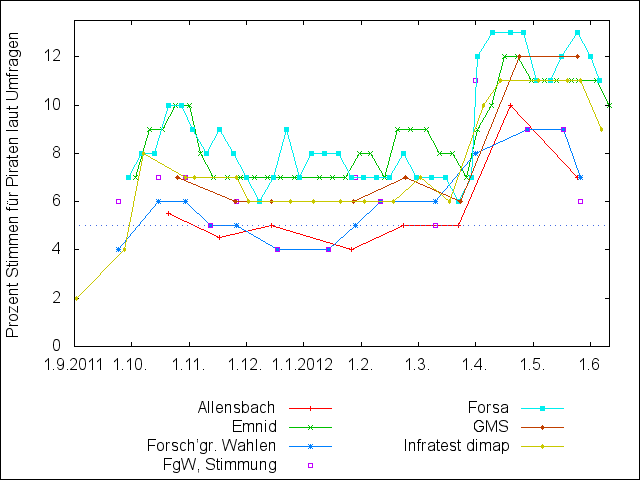 Prozent Stimmen für Piraten laut Umfragen
12
10
8
6
4
2
0
1.9.2011 1.10. 1.11. 1.12. 1.1.2012 1.2. 1.3. 1.4. 1.5. 1.6
Allensbach Forsa
Emnid GMS
Forsch'gr. Wahlen Infratest dimap
FgW, Stimmung